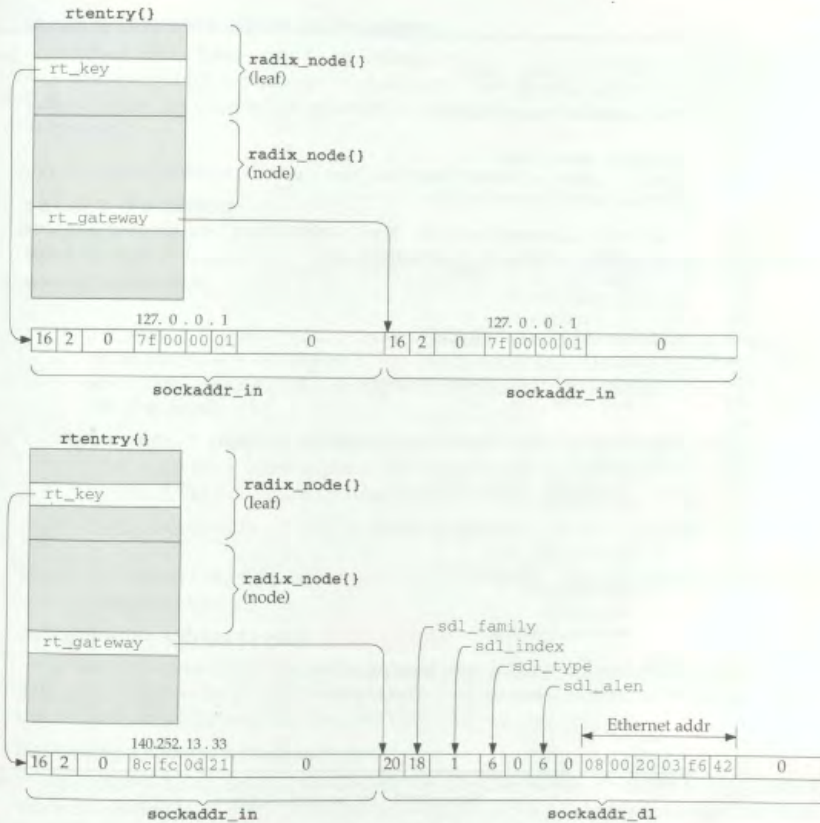 rtentry{}
rt_key
radix_node{}
(leaf)
radix_node{}
(node)
rt_gateway
127. 0 . 0 . 1 127. 0 . 0 . 1
16 2 0 7f 00 00 01 0 16 2 0 7f 00 00 01 0
sockaddr_in sockaddr_in
rtentry{}
rt_key
radix_node{}
(leaf)
radix_node{}
(node)
rt_gateway
sdl_family
sdl_index
sdl_type
sdl_alen
Ethernet addr
140.252. 13 . 33
16 2 0 8c fc 0d 21 0 20 18 1 6 0 6 0 08 00 20 03 f6 42 0
sockaddr_in sockaddr_dl